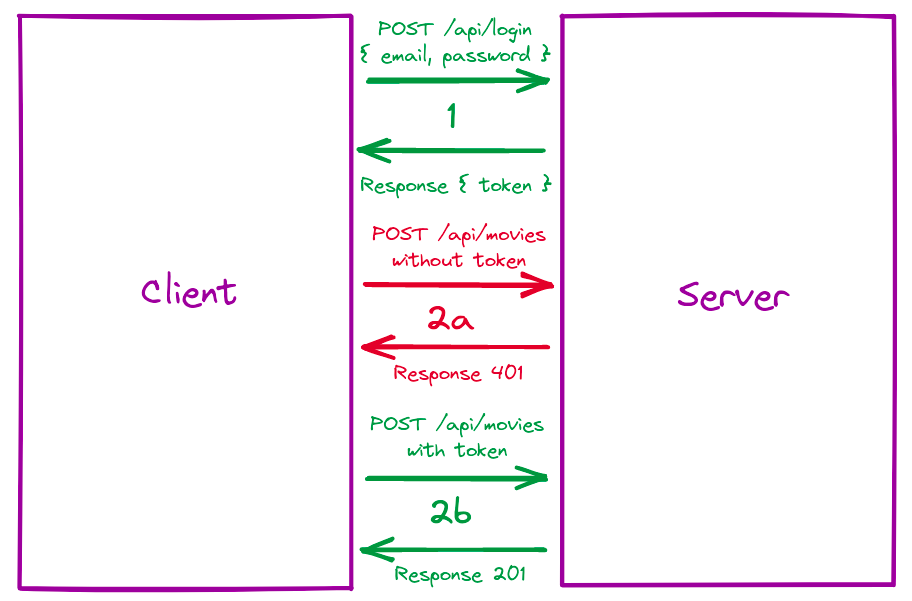 POST /api/login
{ email, password }
1
Response { token }
POST /api/movies
without token
Client
Server
2a
Response 401
POST /api/movies
with token
2b
Response 201